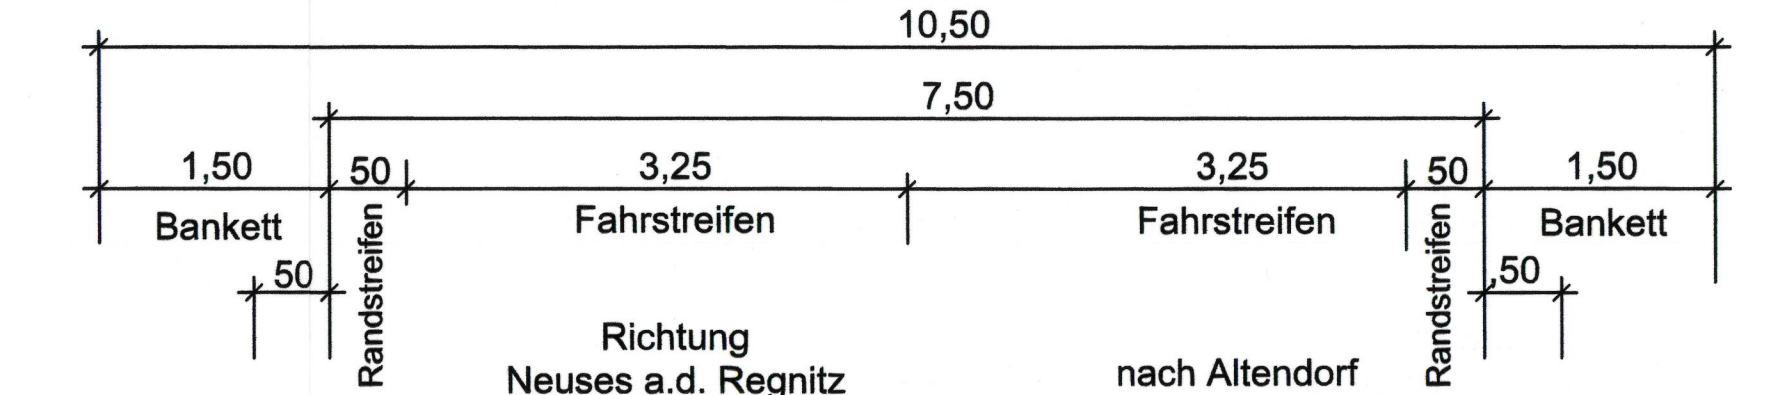 10,50
7,50
1,50 50 3,25 3,25 50 1,50
Bankett Randstreifen Fahrstreifen Fahrstreifen Randstreifen Bankett
50 ,50
Richtung
Neuses a.d. Regnitz nach Altendorf